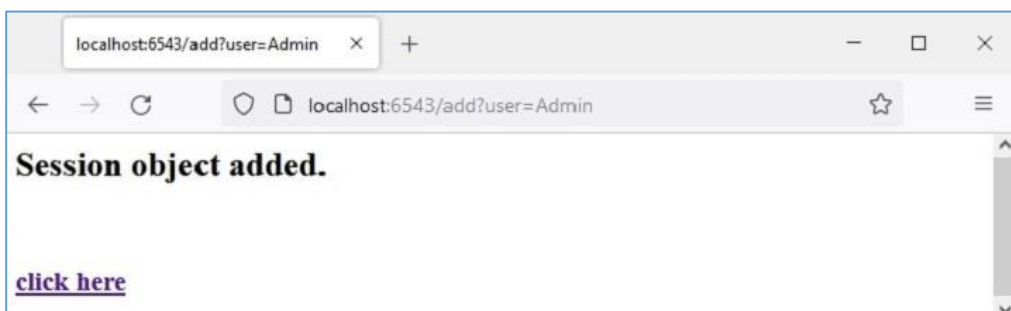 localhost:6543/add?user=Admin
localhost:6543/add?user=Admin
Session object added.
click here